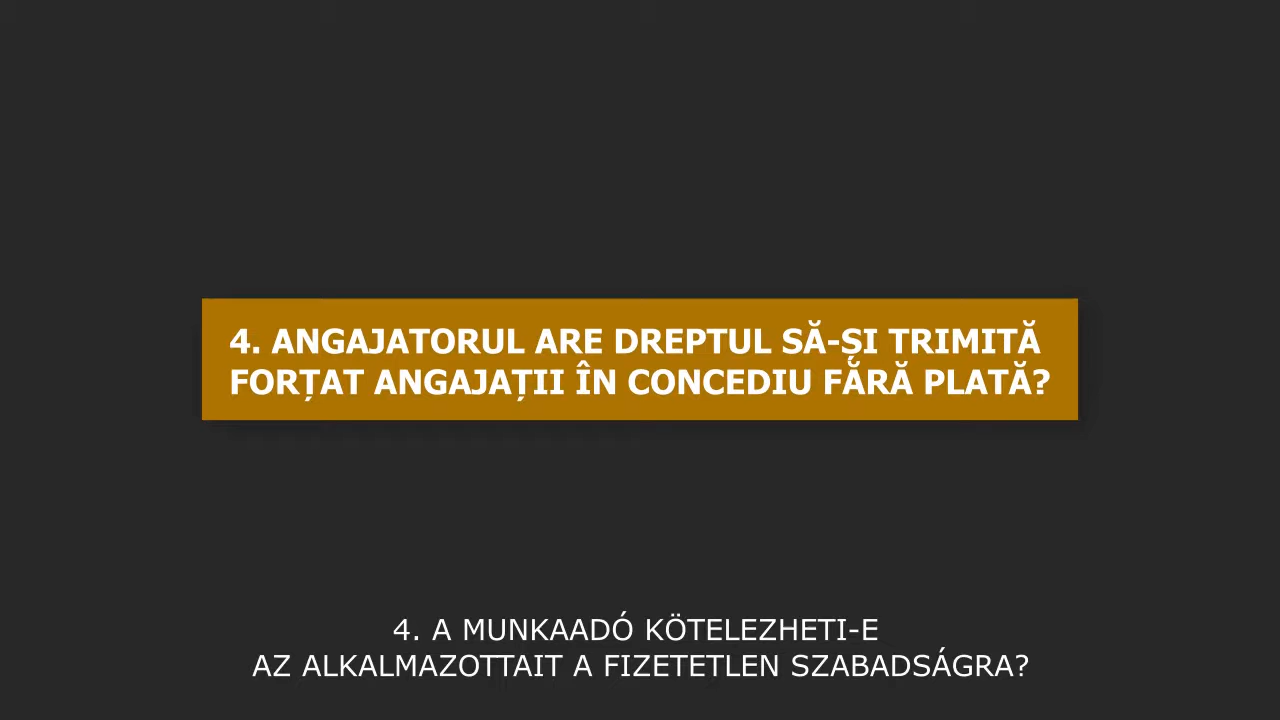 4. ANGAJATORUL ARE DREPTUL SĂ-ȘI TRIMITĂ
FORȚAT ANGAJAȚII ÎN CONCEDIU FĂRĂ PLATĂ?
4. A MUNKAADÓ KÖTELEZHETI-E
AZ ALKALMAZOTTAIT A FIZETETLEN SZABADSÁGRA?